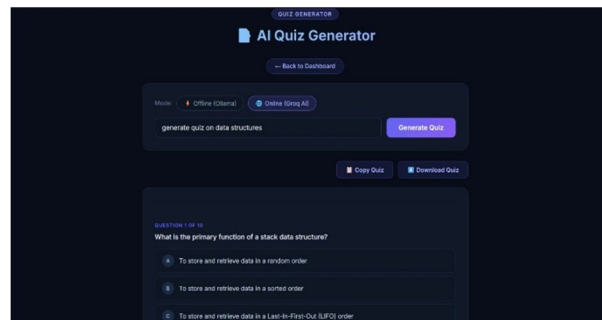 QUIZ GENERATOR
AI Quiz Generator
← Back to Dashboard
Mode: Offline (Ollama) Online (Groq AI)
generate quiz on data structures Generate Quiz
Copy Quiz Download Quiz
QUESTION 1 OF 10
What is the primary function of a stack data structure?
A To store and retrieve data in a random order
B To store and retrieve data in a sorted order
C To store and retrieve data in a Last-In-First-Out (LIFO) order